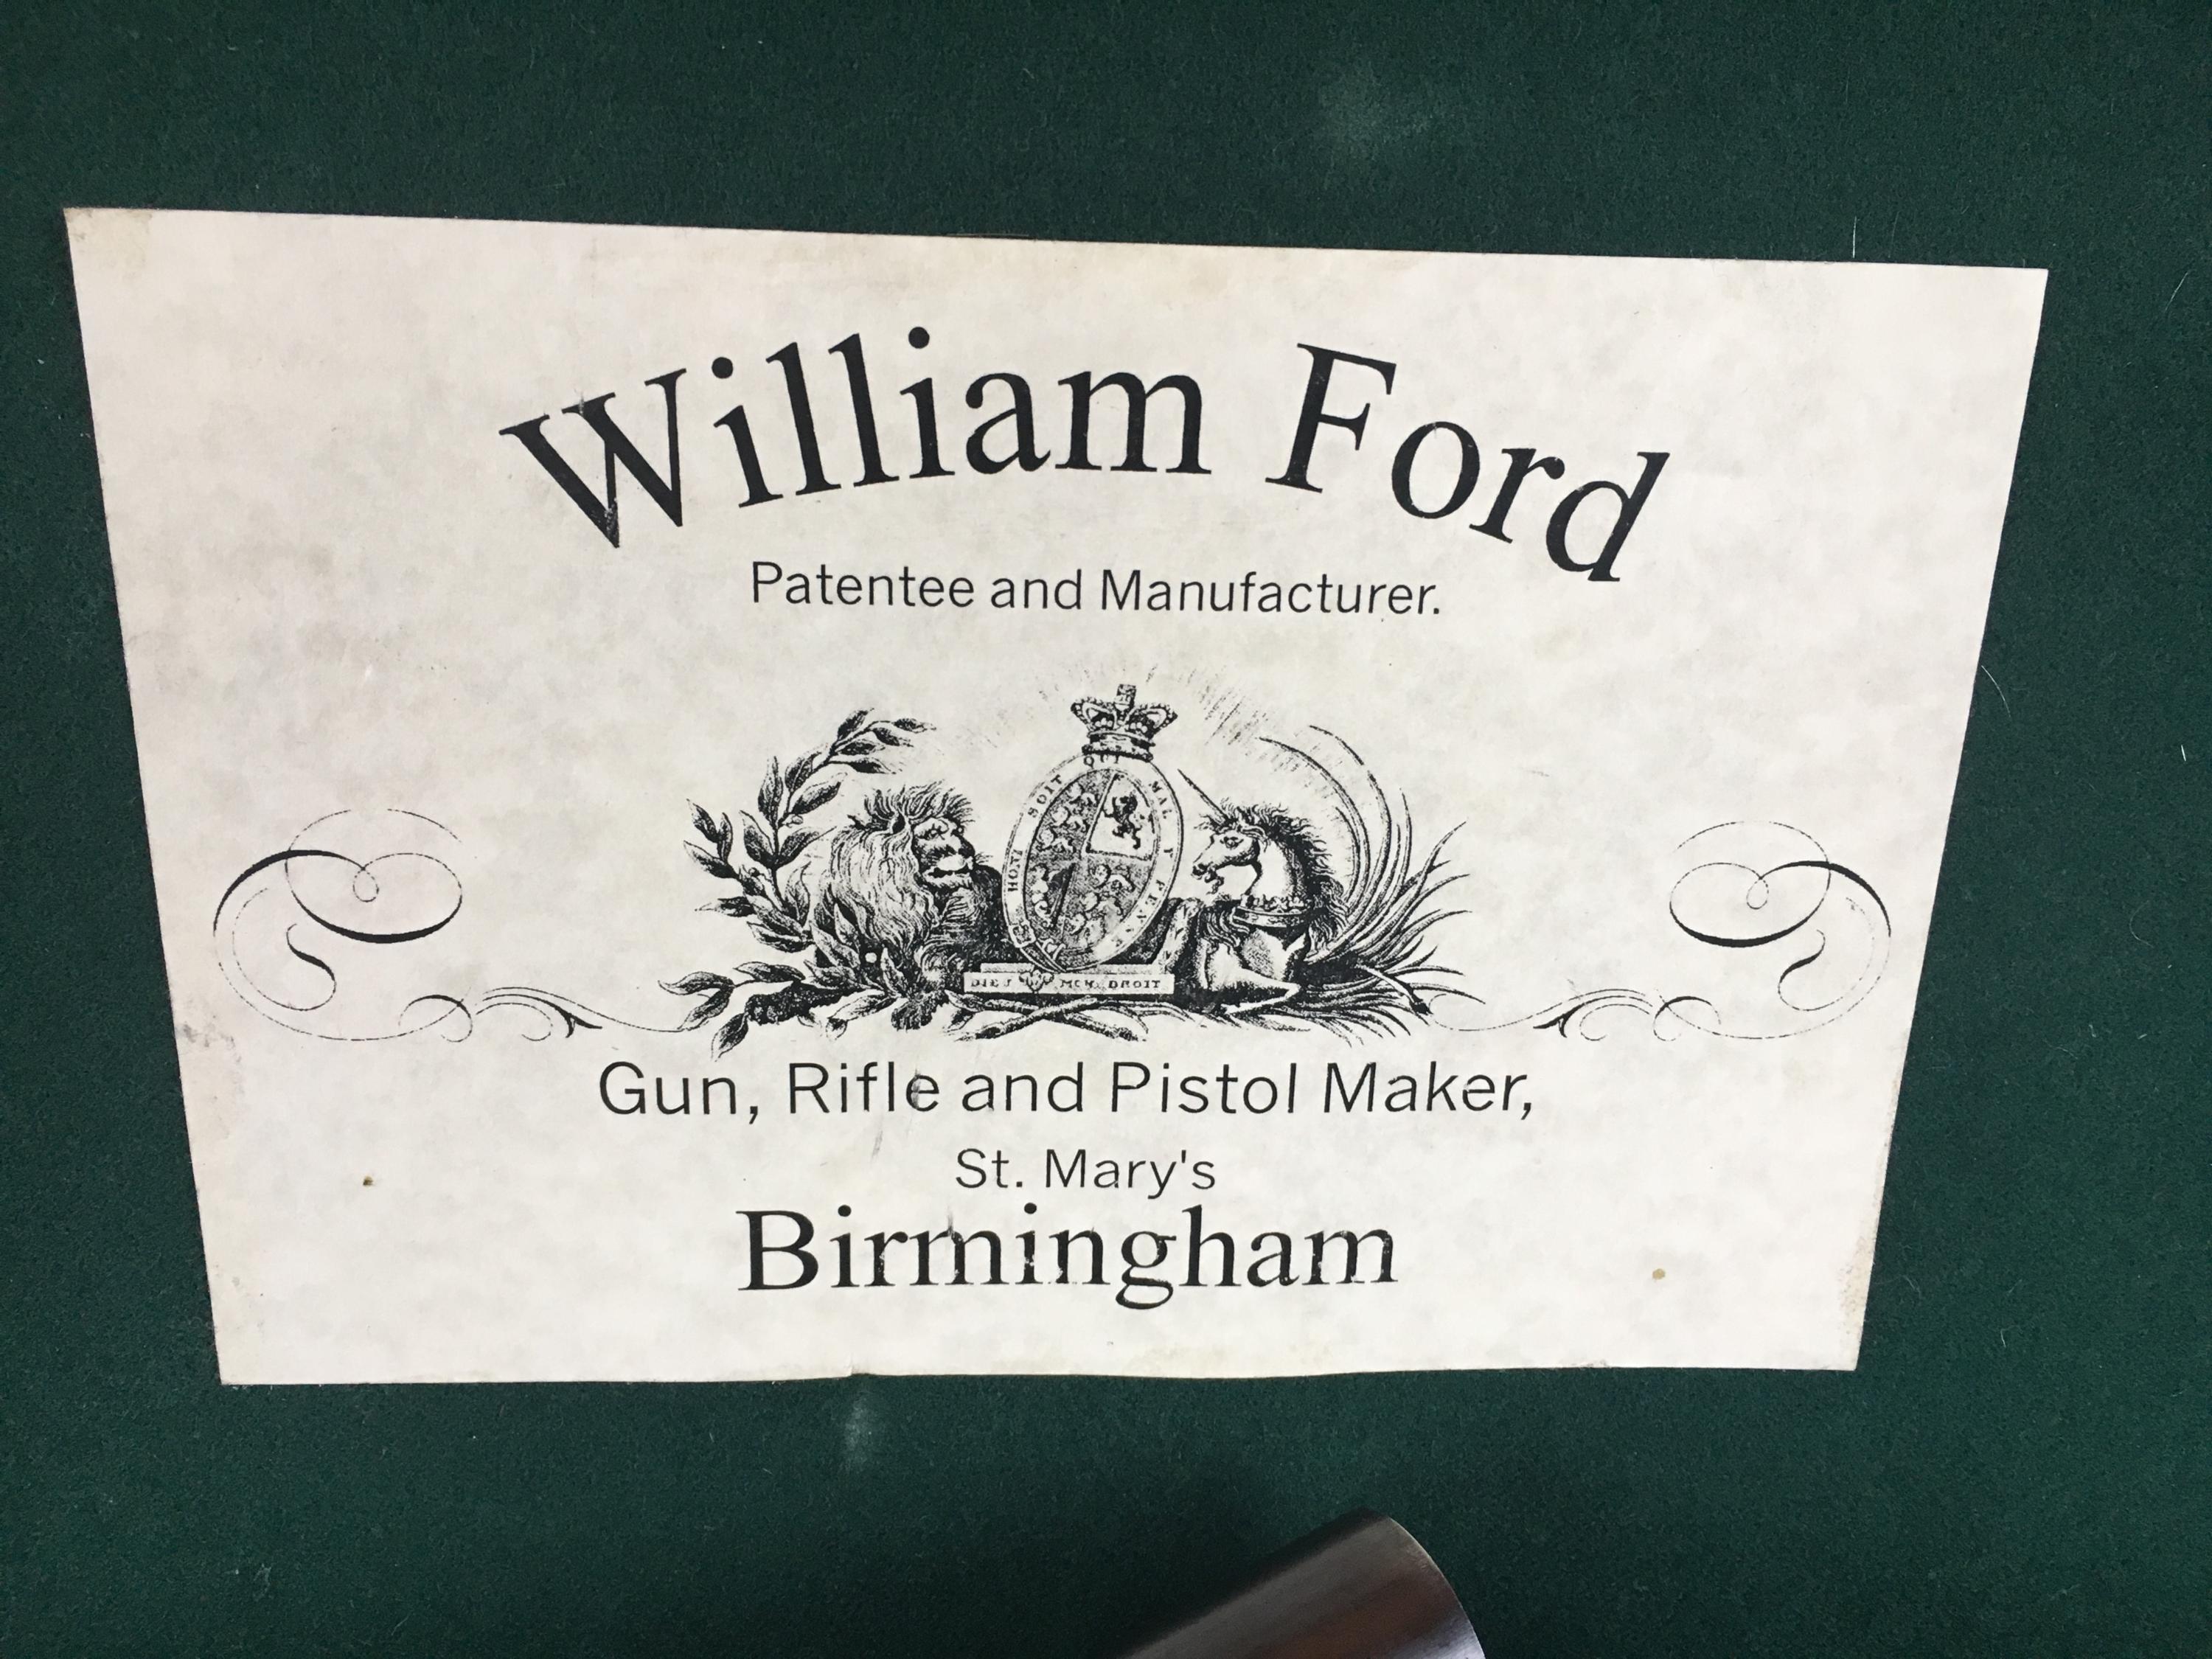 William Ford
Patentee and Manufacturer.
HONI SOIT QUI MAL Y PENSE
DIEU ET MON DROIT
Gun, Rifle and Pistol Maker,
St. Mary's
Birmingham